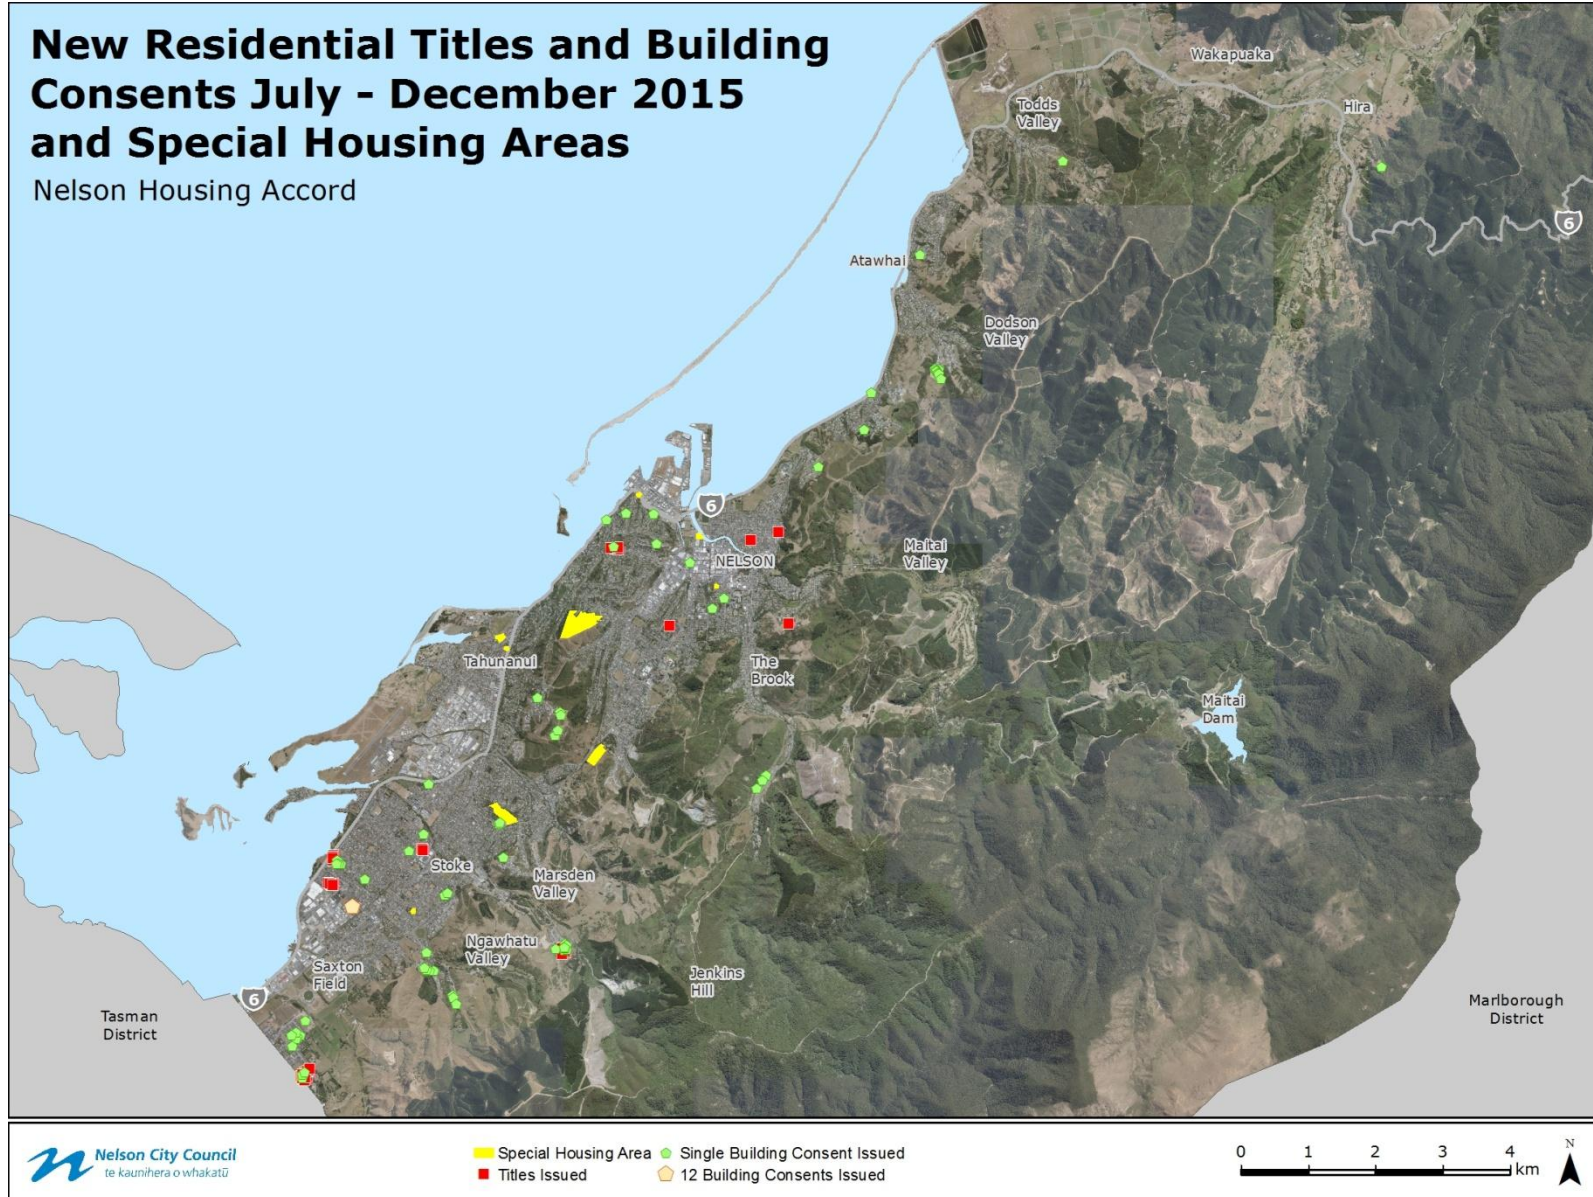 New Residential Titles and Building
Consents July - December 2015
and Special Housing Areas
Nelson Housing Accord
Wakapuaka
Todds
Valley
Hira
6
Atawhai
Dodson
Valley
6
NELSON
Maitai
Valley
Tahunanui
The
Brook
Maitai
Dam
Stoke
Marsden
Valley
Ngawhatu
Valley
Saxton
Field
Jenkins
Hill
6
Tasman
District
Marlborough
District
Nelson City Council
te kaunihera o whakatū
Special Housing Area
Single Building Consent Issued
Titles Issued
12 Building Consents Issued
0 1 2 3 4
km
N